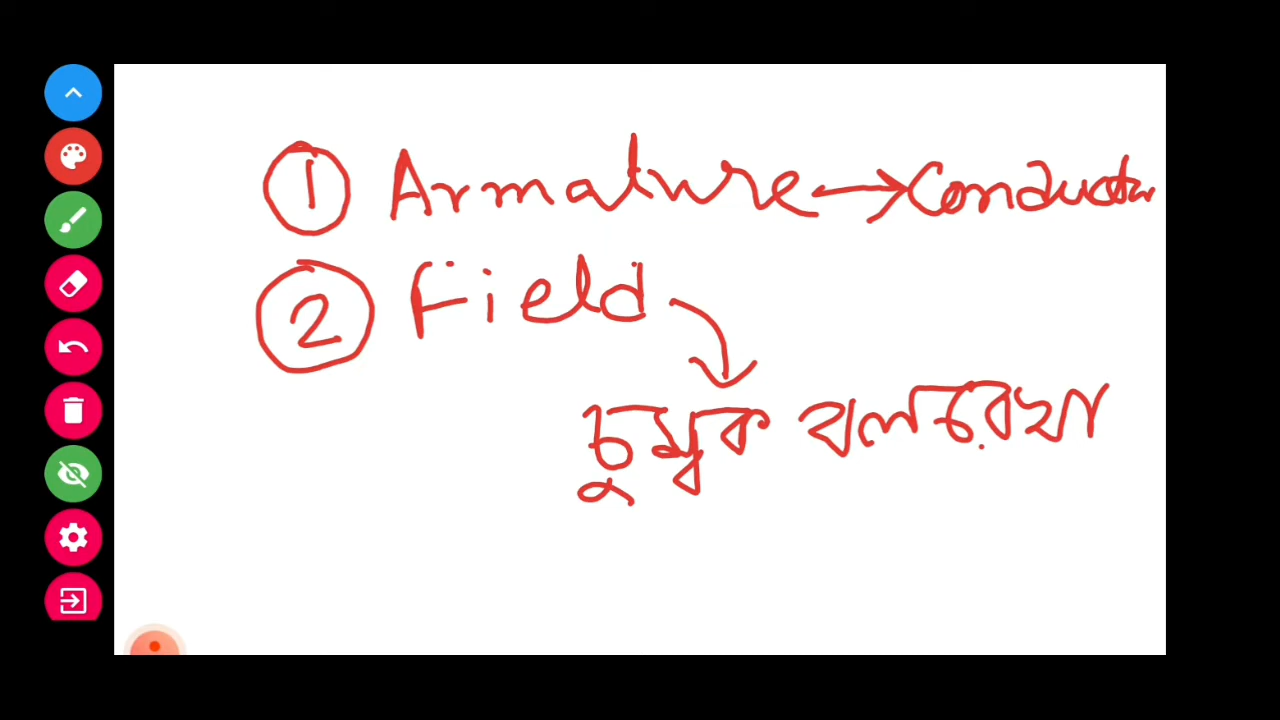 ① Armature → Conductor
② Field
চুম্বক বলরেখা